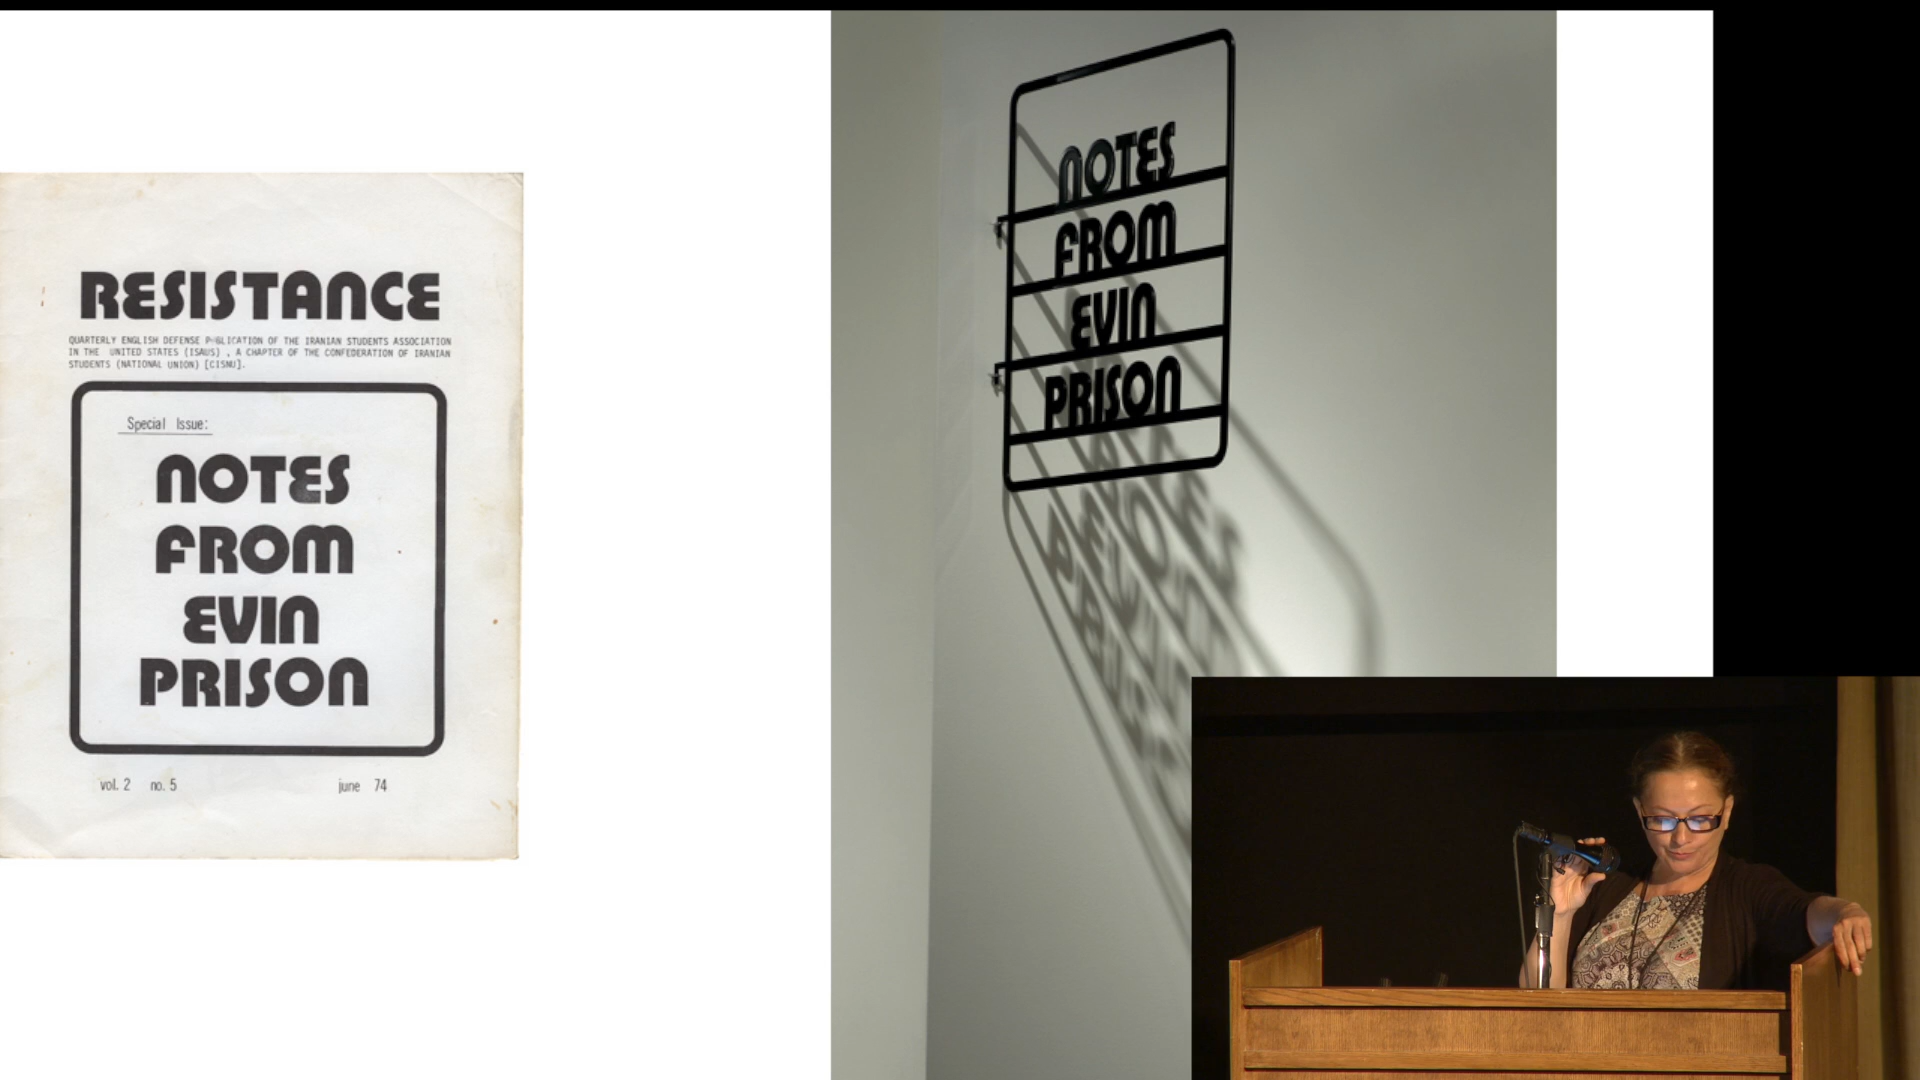 RESISTANCE
QUARTERLY ENGLISH DEFENSE PUBLICATION OF THE IRANIAN STUDENTS ASSOCIATION
IN THE UNITED STATES (ISAUS) , A CHAPTER OF THE CONFEDERATION OF IRANIAN
STUDENTS (NATIONAL UNION) [CISNU].
Special Issue:
NOTES
FROM
EVIN
PRISON
vol. 2 no. 5 june 74
NOTES
FROM
EVIN
PRISON